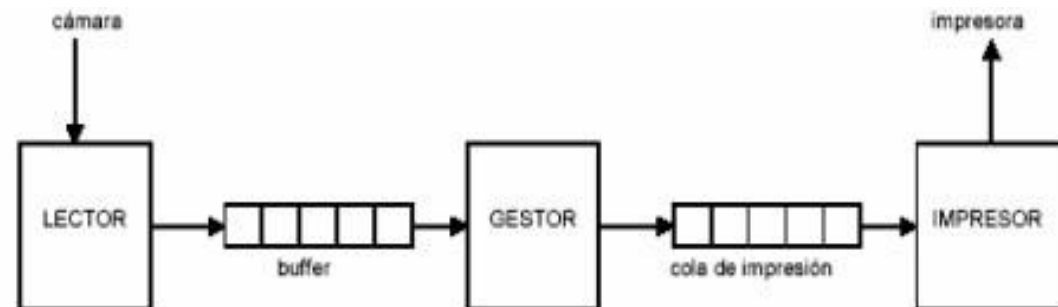 cámara
impresora
LECTOR
GESTOR
IMPRESOR
buffer
cola de impresión